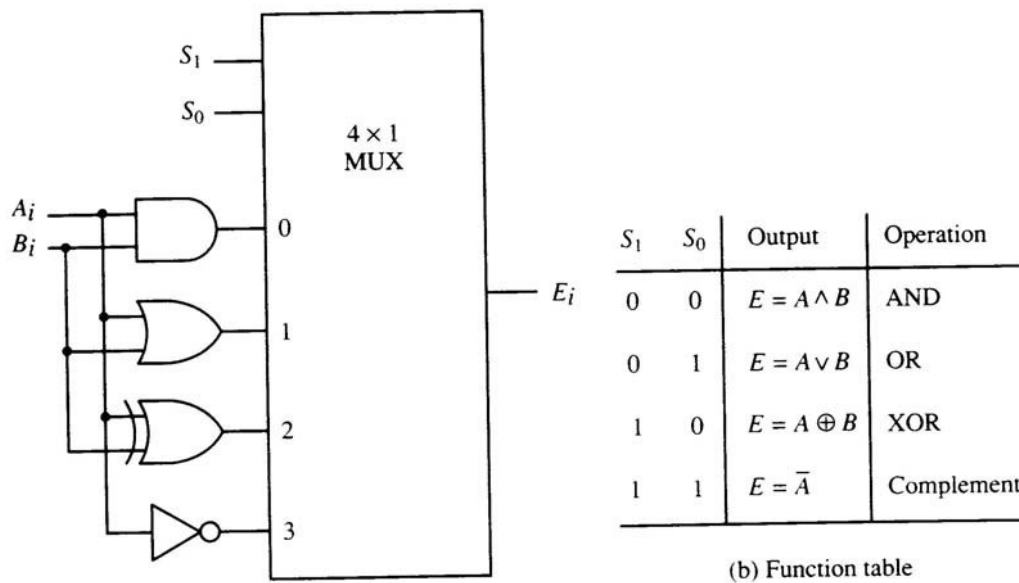 S₁
S₀
4 × 1
MUX
Aᵢ
Bᵢ
0
1
2
3
Eᵢ
S₁ S₀ Output Operation
0 0 E = A ∧ B AND
0 1 E = A ∨ B OR
1 0 E = A ⊕ B XOR
1 1 E = A̅ Complement
(b) Function table